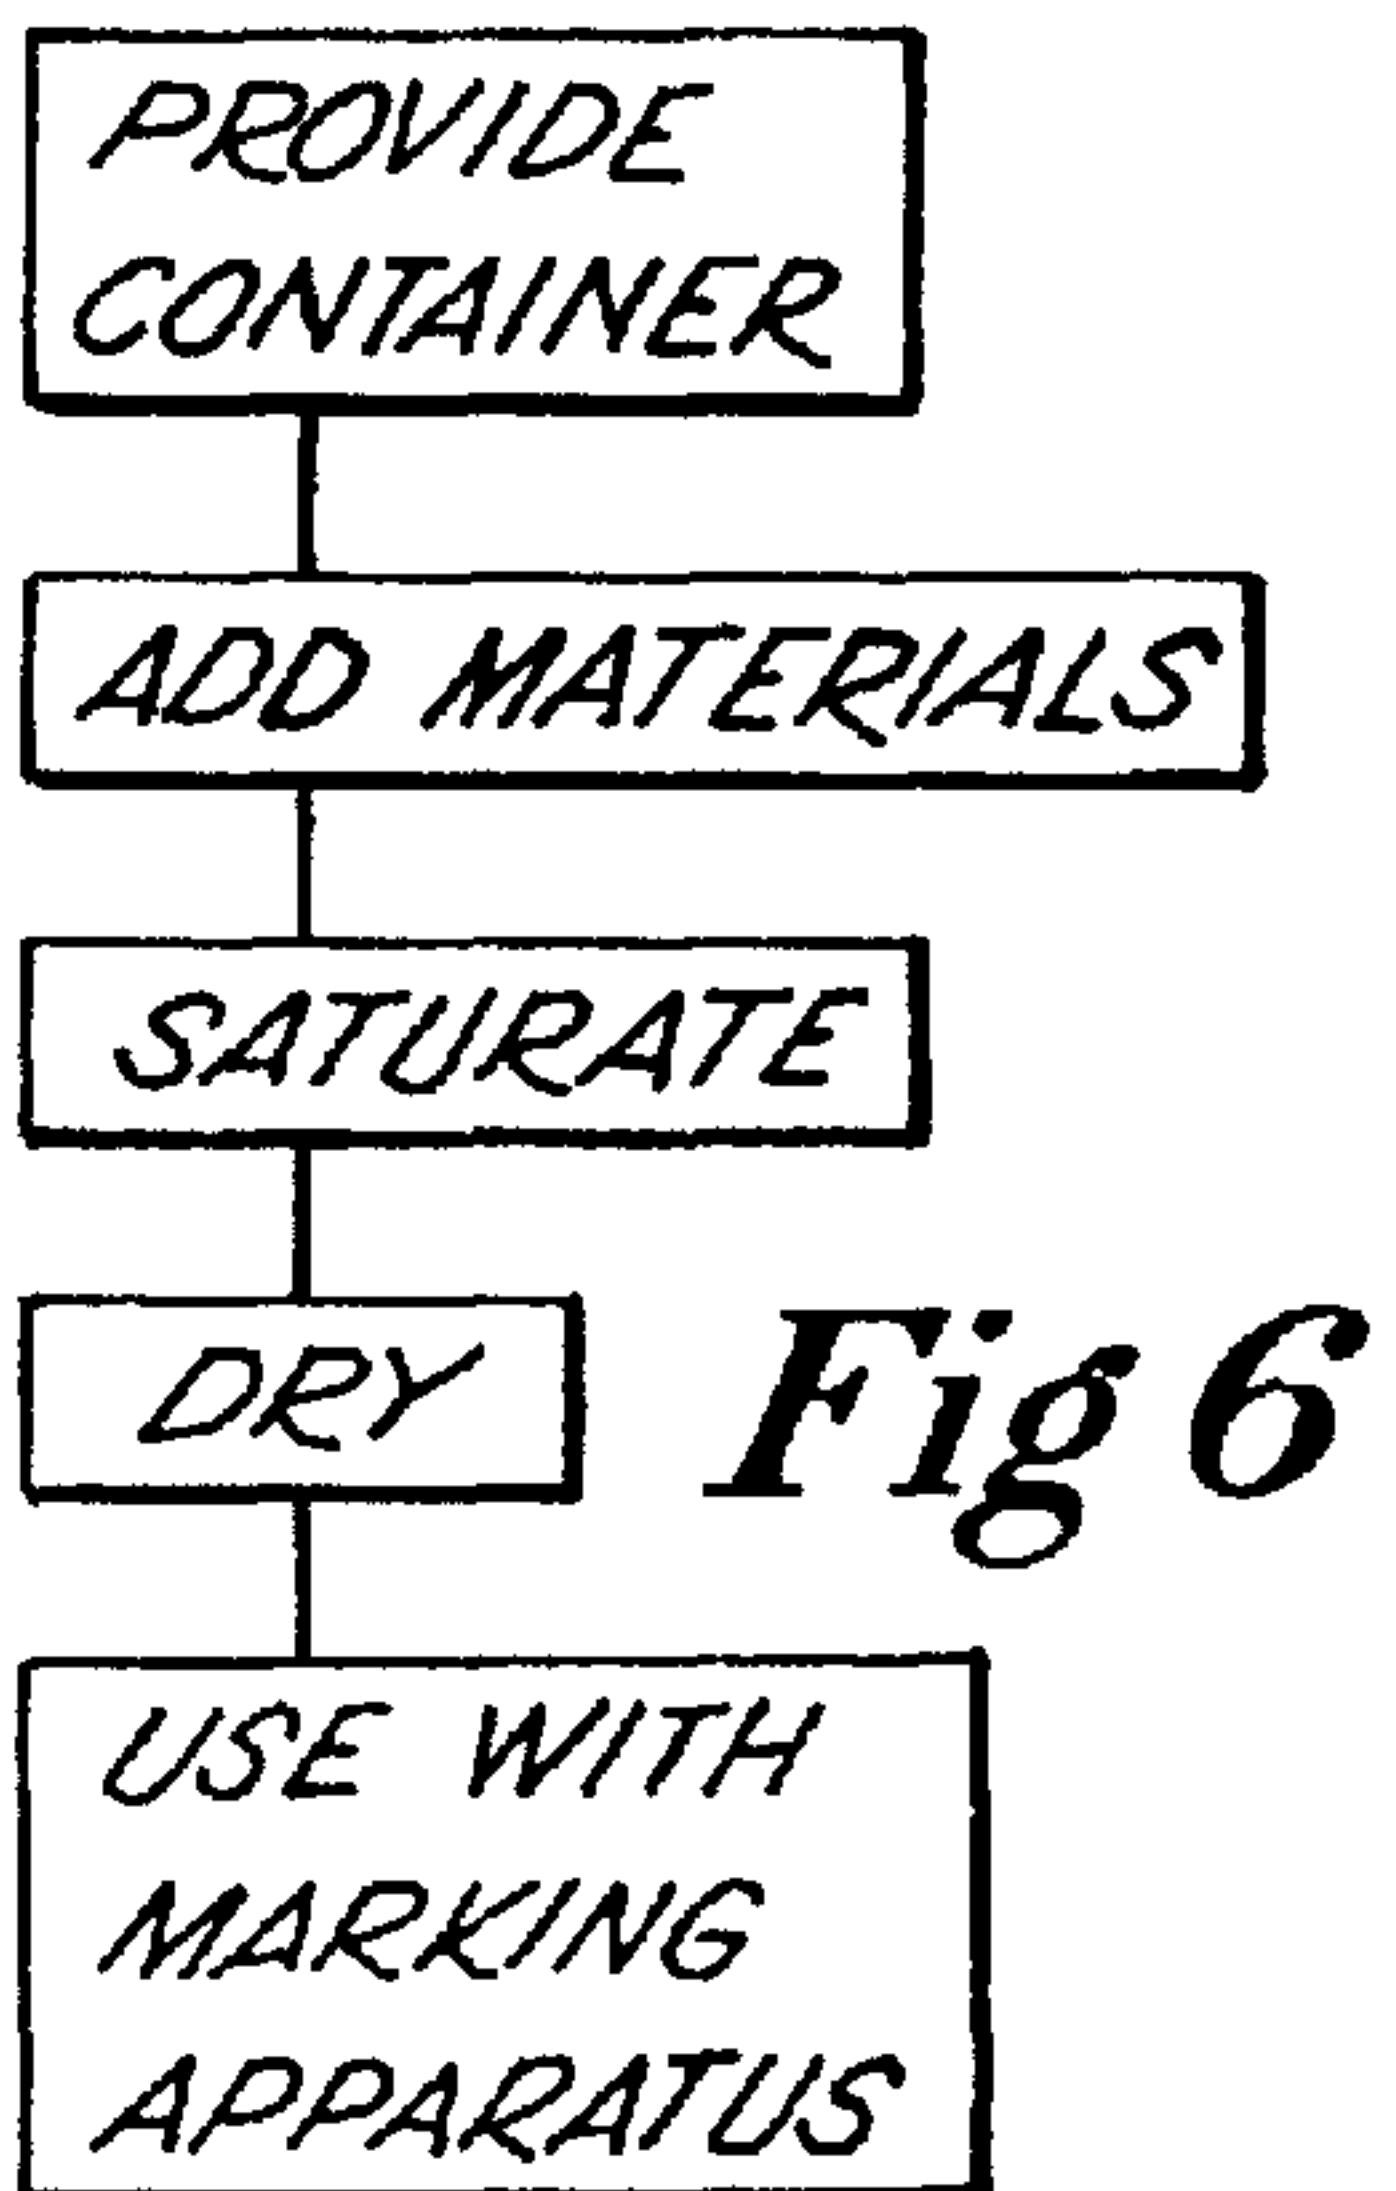 PROVIDE
CONTAINER
ADD MATERIALS
SATURATE
DRY
Fig 6
USE WITH
MARKING
APPARATUS